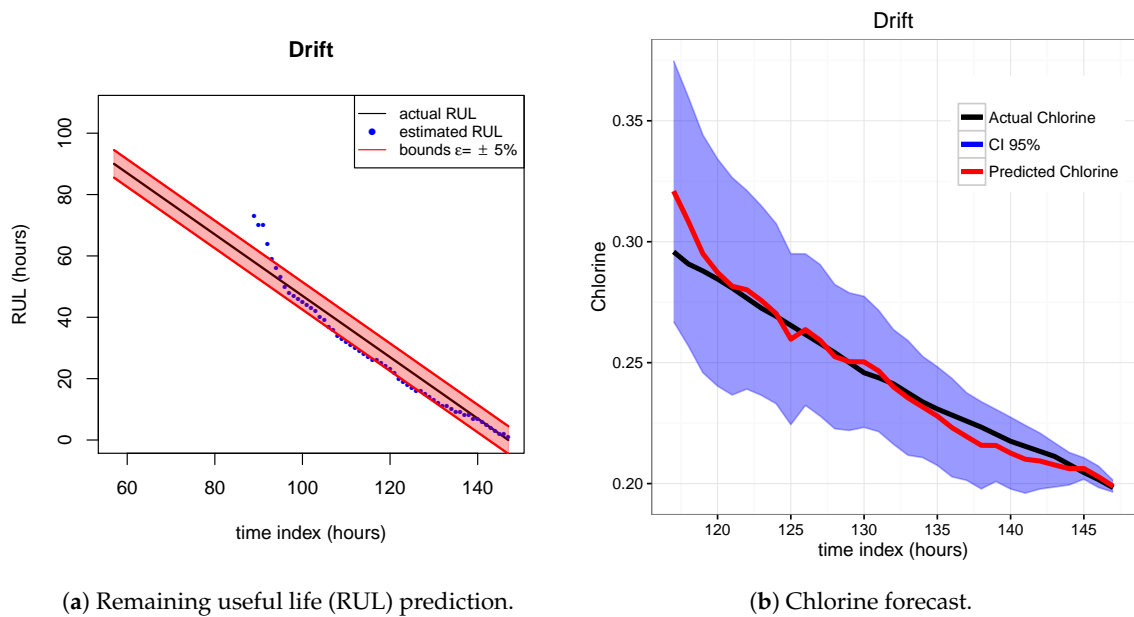 Drift
actual RUL
estimated RUL
bounds ε= ± 5%
RUL (hours)
0
20
40
60
80
100
60
80
100
120
140
time index (hours)
(a) Remaining useful life (RUL) prediction.
Drift
Actual Chlorine
CI 95%
Predicted Chlorine
Chlorine
0.35
0.30
0.25
0.20
120
125
130
135
140
145
time index (hours)
(b) Chlorine forecast.